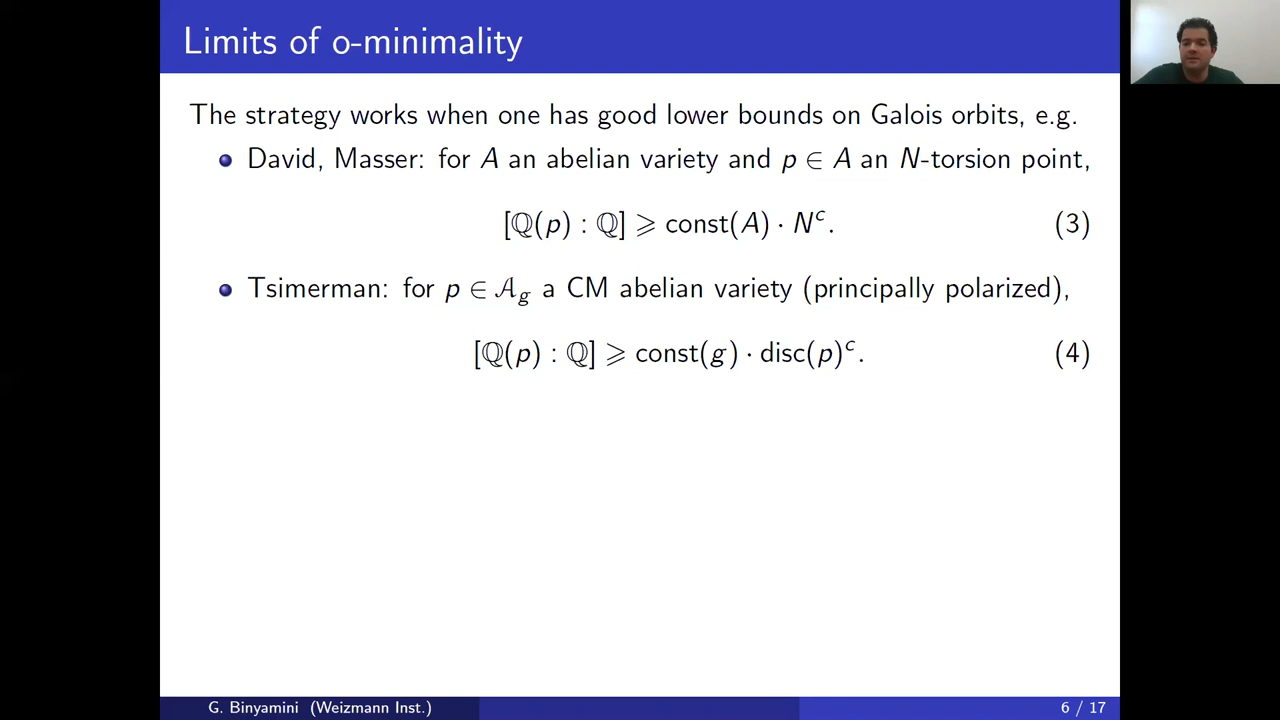 Limits of o-minimality
The strategy works when one has good lower bounds on Galois orbits, e.g.
David, Masser: for A an abelian variety and p ∈ A an N-torsion point,
[ℚ(p) : ℚ] ⩾ const(A) · N^c. (3)
Tsimerman: for p ∈ 𝒜_g a CM abelian variety (principally polarized),
[ℚ(p) : ℚ] ⩾ const(g) · disc(p)^c. (4)
G. Binyamini (Weizmann Inst.) 6 / 17